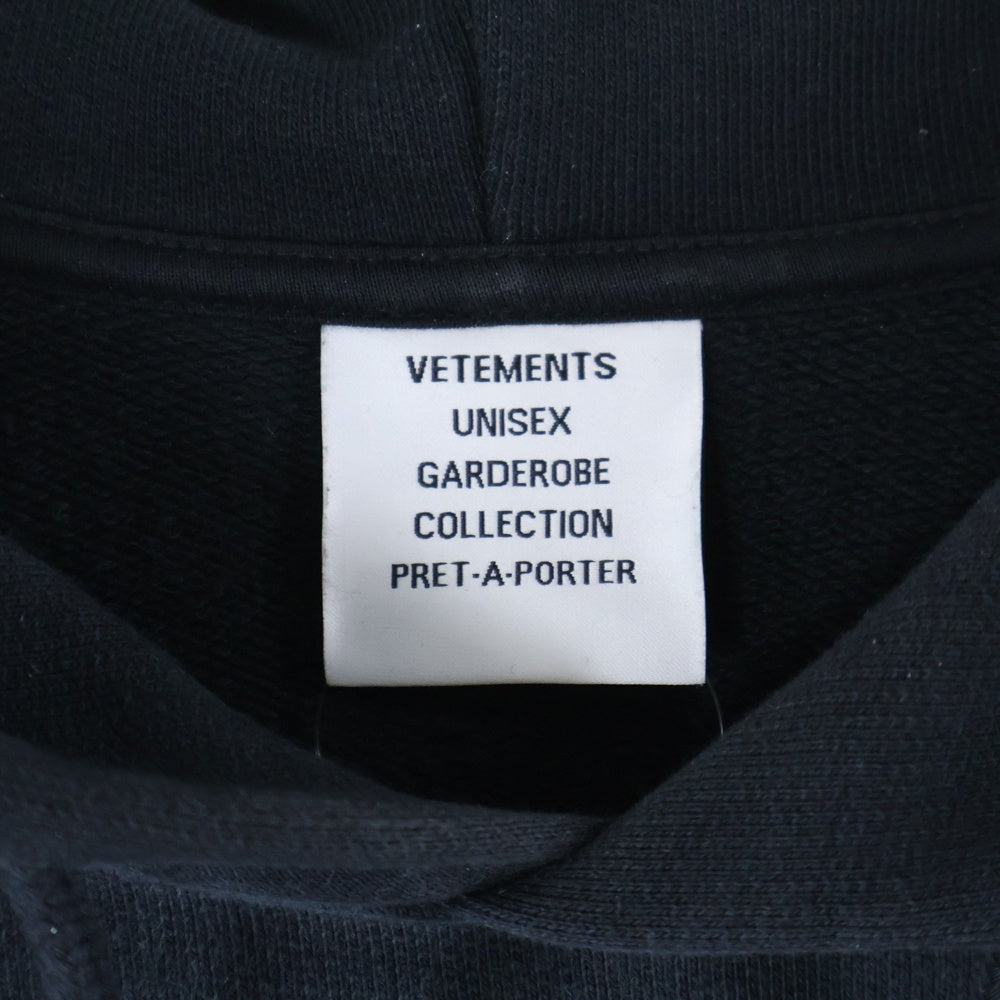 VETEMENTS
UNISEX
GARDEROBE
COLLECTION
PRET-A-PORTER